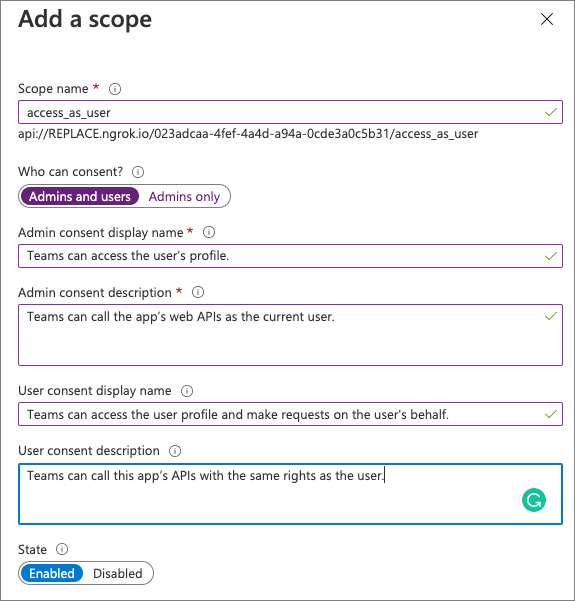 Add a scope
Scope name *
access_as_user
api://REPLACE.ngrok.io/023adcaa-4fef-4a4d-a94a-0cde3a0c5b31/access_as_user
Who can consent?
Admins and users Admins only
Admin consent display name *
Teams can access the user’s profile.
Admin consent description *
Teams can call the app’s web APIs as the current user.
User consent display name
Teams can access the user profile and make requests on the user's behalf.
User consent description
Teams can call this app’s APIs with the same rights as the user.
State
Enabled Disabled